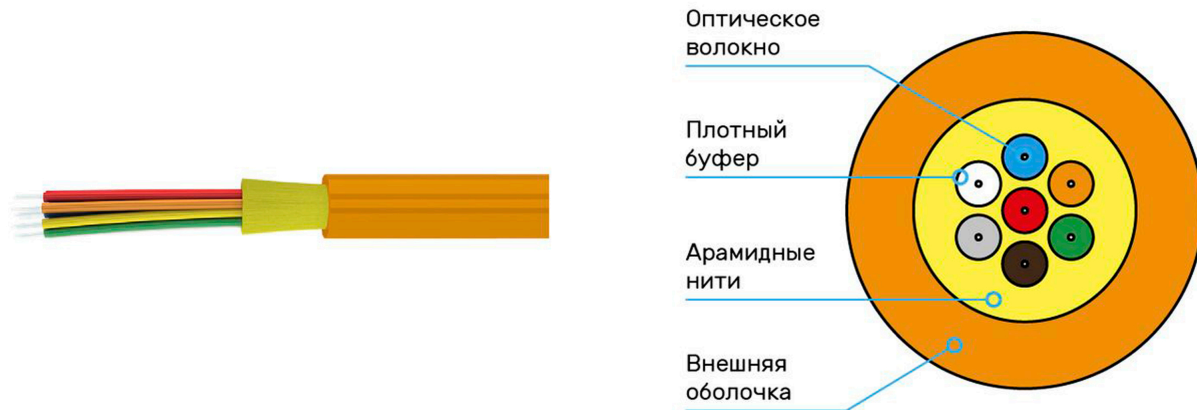 Оптическое
волокно
Плотный
буфер
Арамидные
нити
Внешняя
оболочка